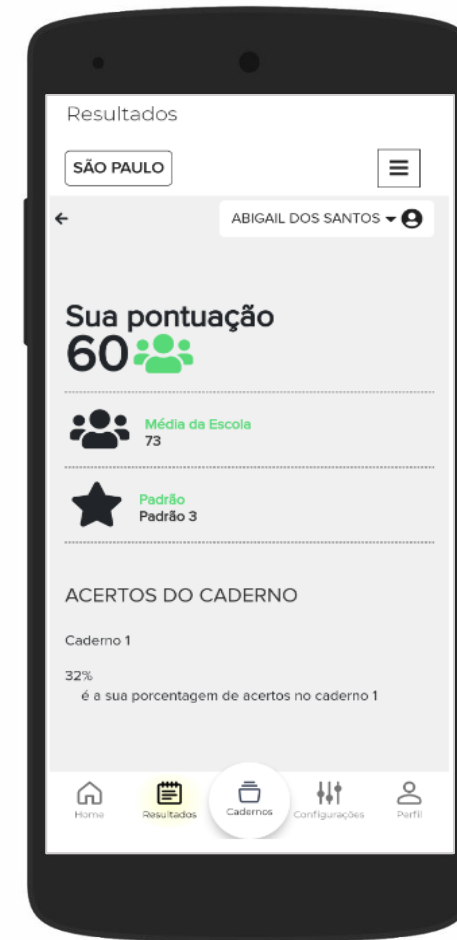 Resultados
SÃO PAULO
ABIGAIL DOS SANTOS
Sua pontuação
60
Média da Escola
73
Padrão
Padrão 3
ACERTOS DO CADERNO
Caderno 1
32%
é a sua porcentagem de acertos no caderno 1
Home Resultados Cadernos Configurações Perfil